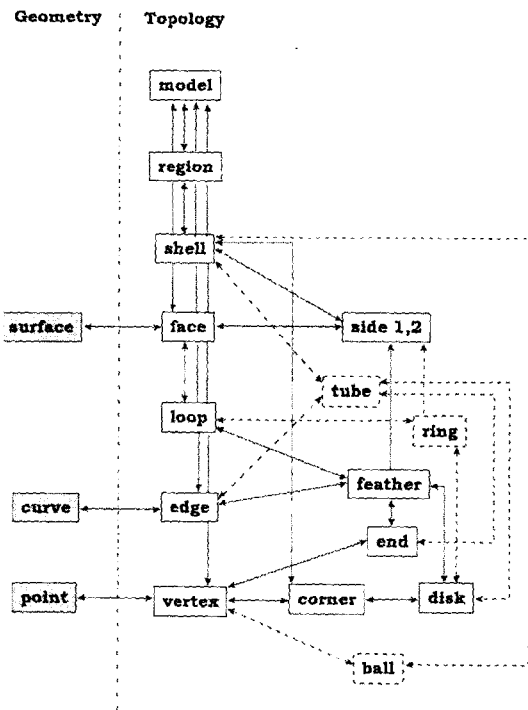 Geometry Topology
model
region
shell
surface face side 1,2
tube
loop ring
feather
curve edge
end
point vertex corner disk
ball